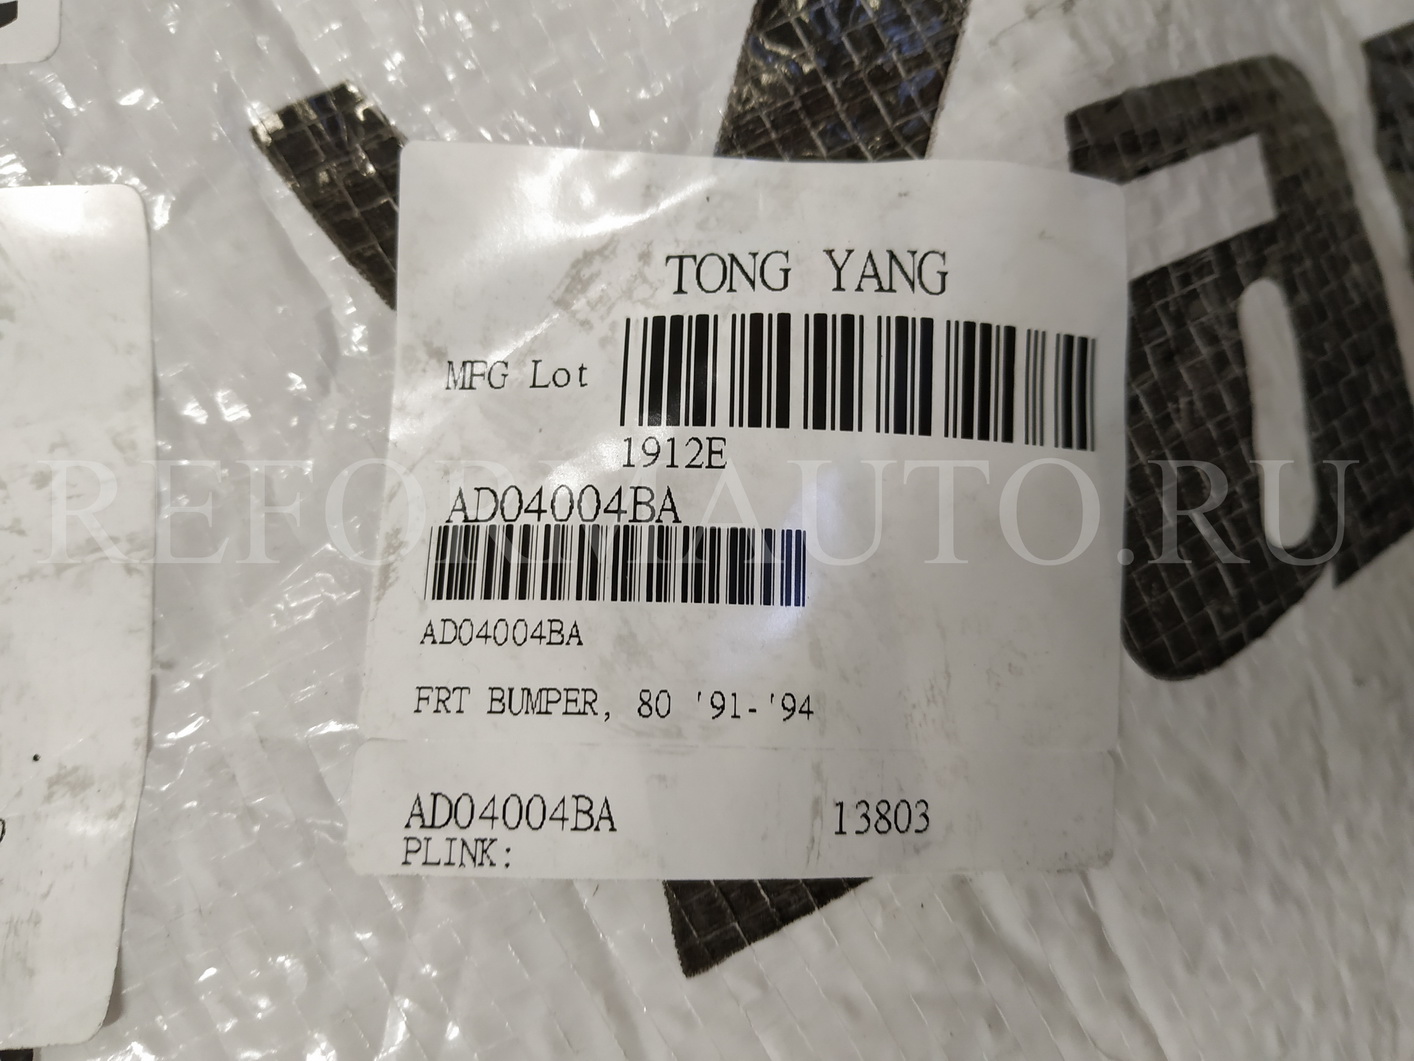 TONG YANG
MFG Lot
1912E
AD04004BA
AD04004BA
FRT BUMPER, 80 '91-'94
AD04004BA 13803
PLINK:
REFORMAUTO.RU